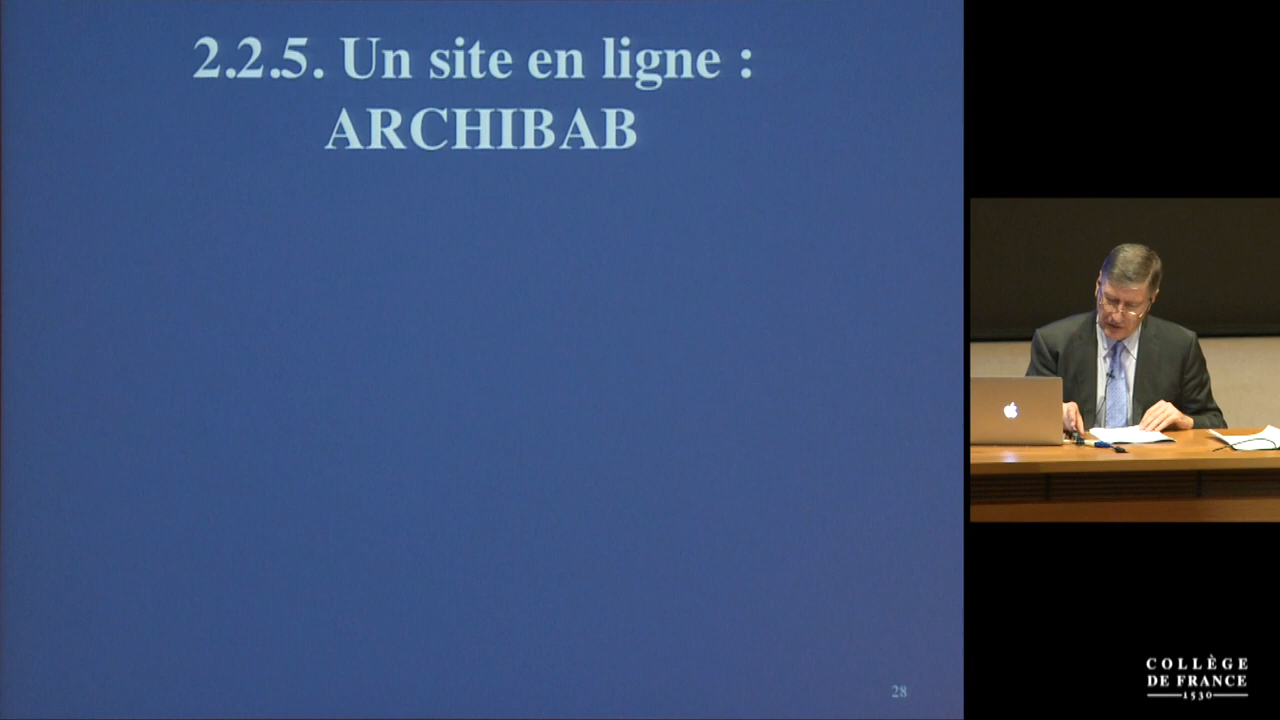 2.2.5. Un site en ligne :
ARCHIBAB
28
COLLÈGE
DE FRANCE
1530